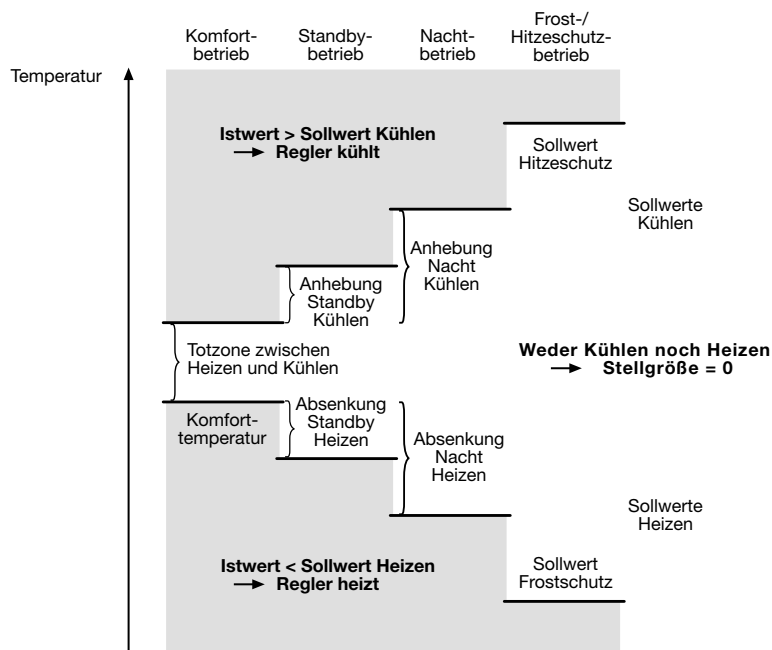 Komfort-
betrieb
Standby-
betrieb
Nacht-
betrieb
Frost-/
Hitzeschutz-
betrieb
Temperatur
Istwert > Sollwert Kühlen
→ Regler kühlt
Sollwert
Hitzeschutz
Sollwerte
Kühlen
Anhebung
Nacht
Kühlen
Anhebung
Standby
Kühlen
Totzone zwischen
Heizen und Kühlen
Weder Kühlen noch Heizen
→ Stellgröße = 0
Komfort-
temperatur
Absenkung
Standby
Heizen
Absenkung
Nacht
Heizen
Sollwerte
Heizen
Istwert < Sollwert Heizen
→ Regler heizt
Sollwert
Frostschutz